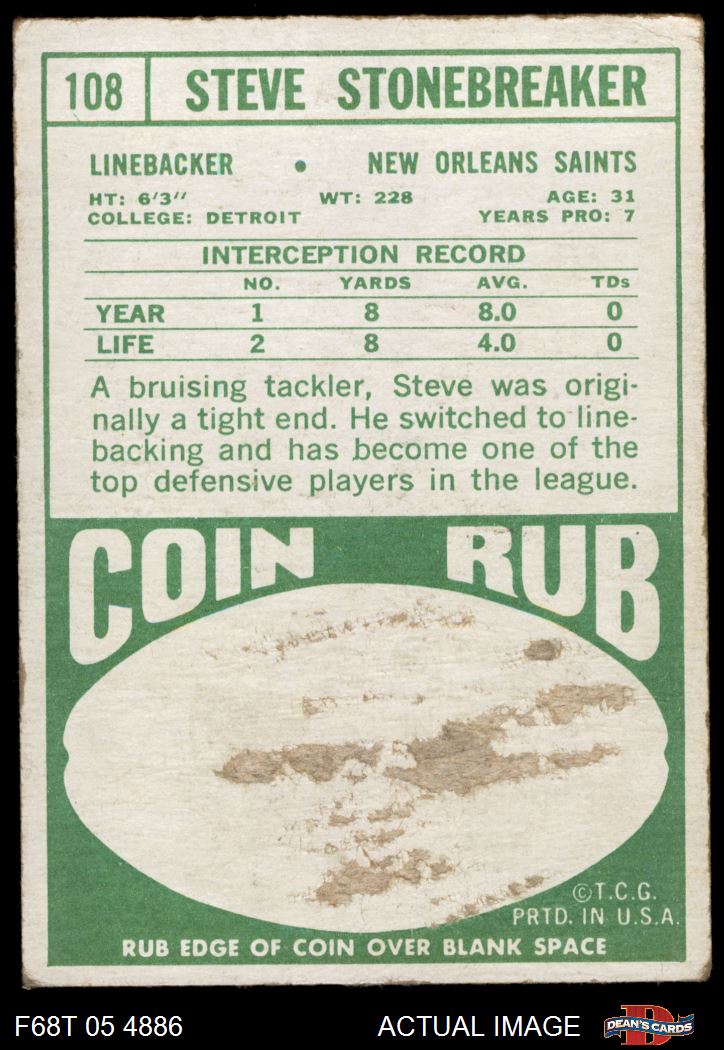 108 STEVE STONEBREAKER
LINEBACKER • NEW ORLEANS SAINTS
HT: 6'3" WT: 228 AGE: 31
COLLEGE: DETROIT YEARS PRO: 7
INTERCEPTION RECORD
NO. YARDS AVG. TDs
YEAR 1 8 8.0 0
LIFE 2 8 4.0 0
A bruising tackler, Steve was origi-
nally a tight end. He switched to line-
backing and has become one of the
top defensive players in the league.
COIN RUB
©T.C.G.
PRTD. IN U.S.A.
RUB EDGE OF COIN OVER BLANK SPACE
F68T 05 4886 ACTUAL IMAGE D DEAN'S CARDS